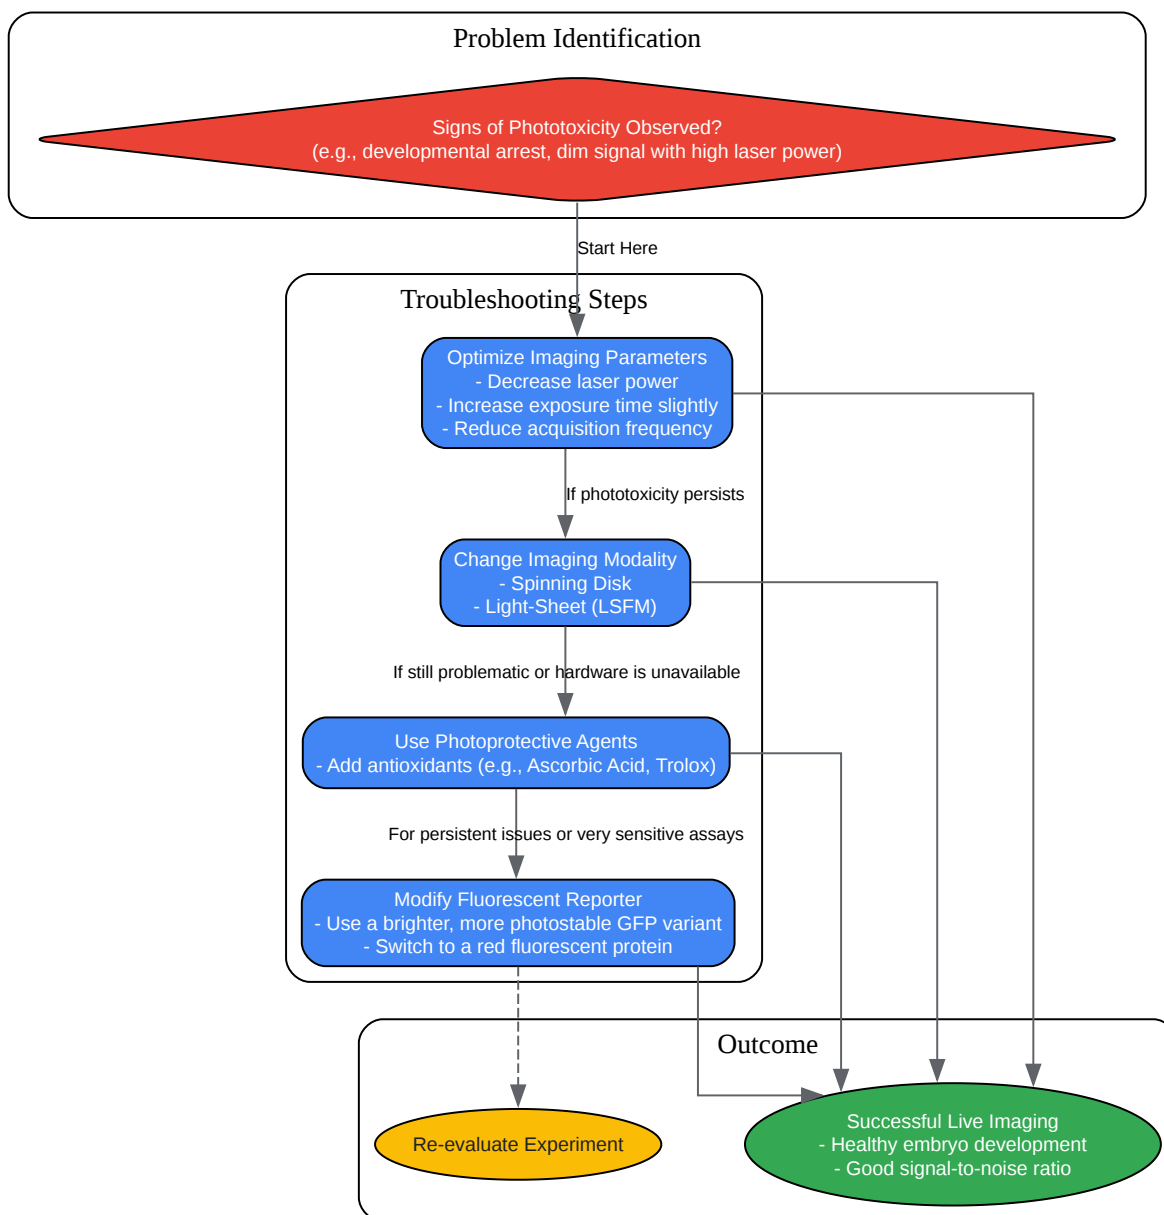 Problem Identification
Signs of Phototoxicity Observed?
(e.g., developmental arrest, dim signal with high laser power)
Start Here
Troubleshooting Steps
Optimize Imaging Parameters
- Decrease laser power
- Increase exposure time slightly
- Reduce acquisition frequency
If phototoxicity persists
Change Imaging Modality
- Spinning Disk
- Light-Sheet (LSFM)
If still problematic or hardware is unavailable
Use Photoprotective Agents
- Add antioxidants (e.g., Ascorbic Acid, Trolox)
For persistent issues or very sensitive assays
Modify Fluorescent Reporter
- Use a brighter, more photostable GFP variant
- Switch to a red fluorescent protein
Outcome
Re-evaluate Experiment
Successful Live Imaging
- Healthy embryo development
- Good signal-to-noise ratio